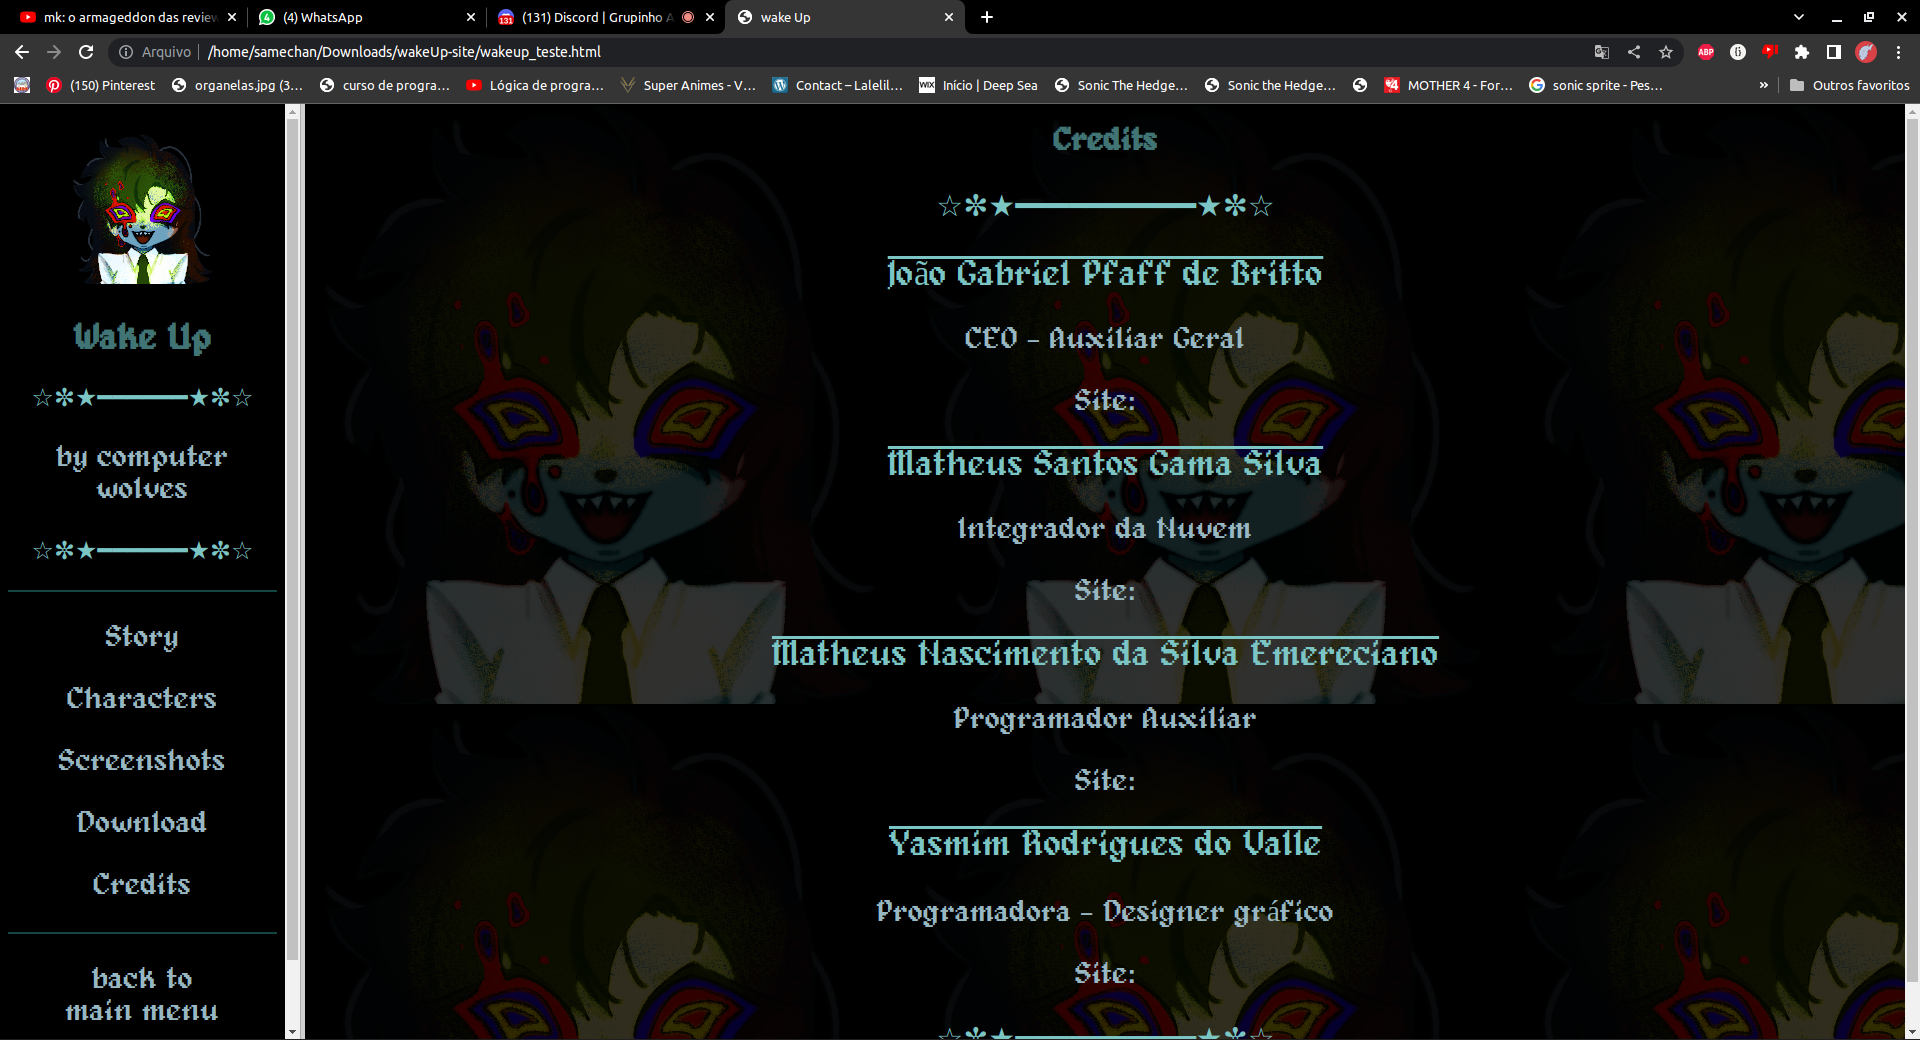 mk: o armageddon das review
(4) WhatsApp
(131) Discord | Grupinho A
wake Up
Arquivo
/home/samechan/Downloads/wakeUp-site/wakeup_teste.html
ABP
(150) Pinterest
organelas.jpg (3…
curso de progra…
Lógica de progra…
Super Animes - V…
Contact – Lalelil…
WIX
Início | Deep Sea
Sonic The Hedge…
Sonic the Hedge…
MOTHER 4 - For…
sonic sprite - Pes…
»
Outros favoritos
Wake Up
☆✼★━━━━━━━★✼☆
by computer
wolves
☆✼★━━━━━━━★✼☆
Story
Characters
Screenshots
Download
Credits
back to
main menu
Credits
☆✼★━━━━━━━━━━━━━━★✼☆
João Gabriel Pfaff de Britto
CEO - Auxiliar Geral
Site:
Matheus Santos Gama Silva
Integrador da Nuvem
Site:
Matheus Nascimento da Silva Emereciano
Programador Auxiliar
Site:
Yasmim Rodrigues do Valle
Programadora - Designer gráfico
Site:
☆✼★━━━━━━━━━━━━━━★✼☆